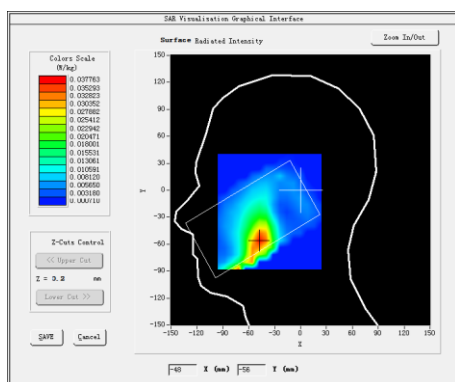 SAR Visualisation Graphical Interface
Surface Radiated Intensity
Zoom In/Out
Colors Scale
(W/kg)
0.037763
0.035293
0.032823
0.030352
0.027882
0.025412
0.022942
0.020471
0.018001
0.015531
0.013061
0.010591
0.008120
0.005650
0.003180
0.000710
Z-Cuts Control
<< Upper Cut
Z = 3.2 mm
Lower Cut >>
SAVE Cancel
150
120
90
60
30
0
-30
-60
-90
-120
-150
Y
-150 -120 -90 -60 -30 0 30 60 90 120 150
X
-48 X (mm) -56 Y (mm)